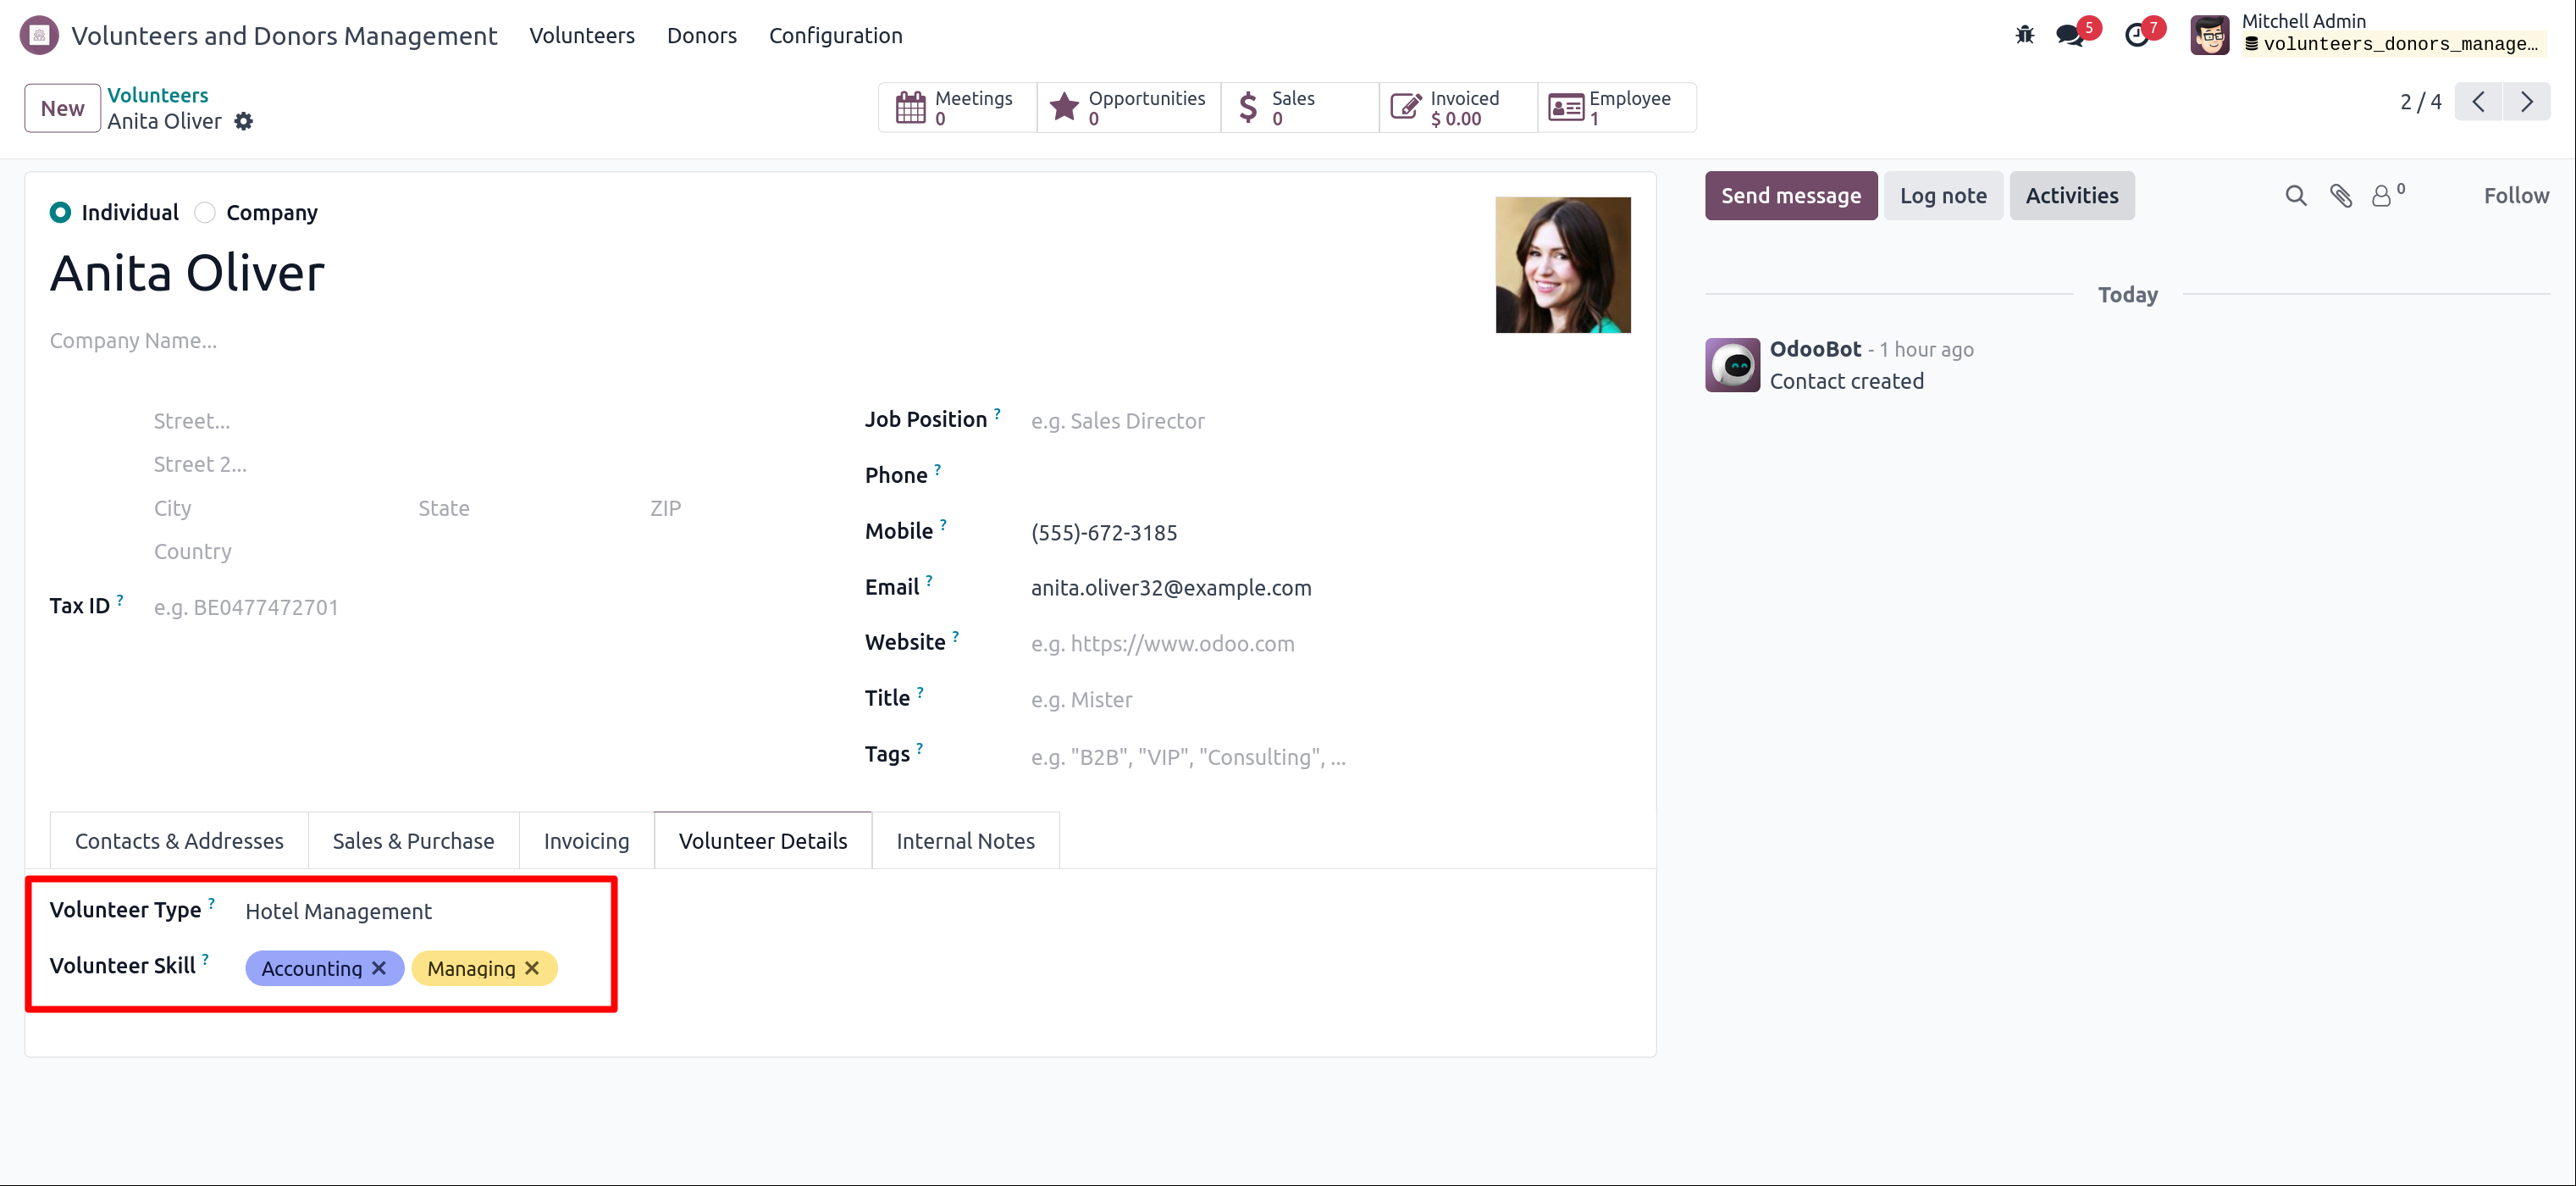 Volunteers and Donors Management Volunteers Donors Configuration 5 7 Mitchell Admin
volunteers_donors_manage…
New Volunteers
Anita Oliver
Meetings 0
Opportunities 0
Sales 0
Invoiced $ 0.00
Employee 1
2 / 4
Individual Company
Anita Oliver
Company Name...
Street...
Street 2...
City State ZIP
Country
Tax ID ? e.g. BE0477472701
Job Position ? e.g. Sales Director
Phone ?
Mobile ? (555)-672-3185
Email ? anita.oliver32@example.com
Website ? e.g. https://www.odoo.com
Title ? e.g. Mister
Tags ? e.g. "B2B", "VIP", "Consulting", ...
Contacts & Addresses Sales & Purchase Invoicing Volunteer Details Internal Notes
Volunteer Type ? Hotel Management
Volunteer Skill ? Accounting Managing
Send message Log note Activities 0 Follow
Today
OdooBot - 1 hour ago
Contact created